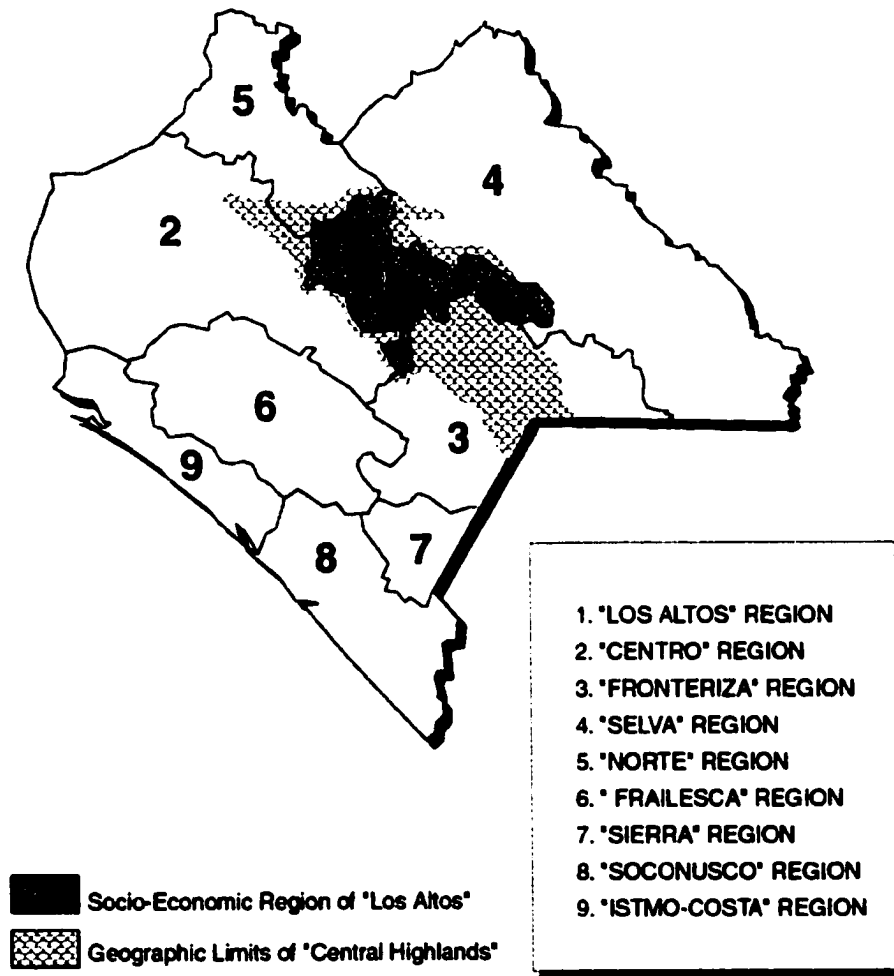 5
4
2
6
3
9
8
7
1. "LOS ALTOS" REGION
2. "CENTRO" REGION
3. "FRONTERIZA" REGION
4. "SELVA" REGION
5. "NORTE" REGION
6. " FRAILESCA" REGION
7. "SIERRA" REGION
8. "SOCONUSCO" REGION
9. "ISTMO-COSTA" REGION
Socio-Economic Region of "Los Altos"
Geographic Limits of "Central Highlands"